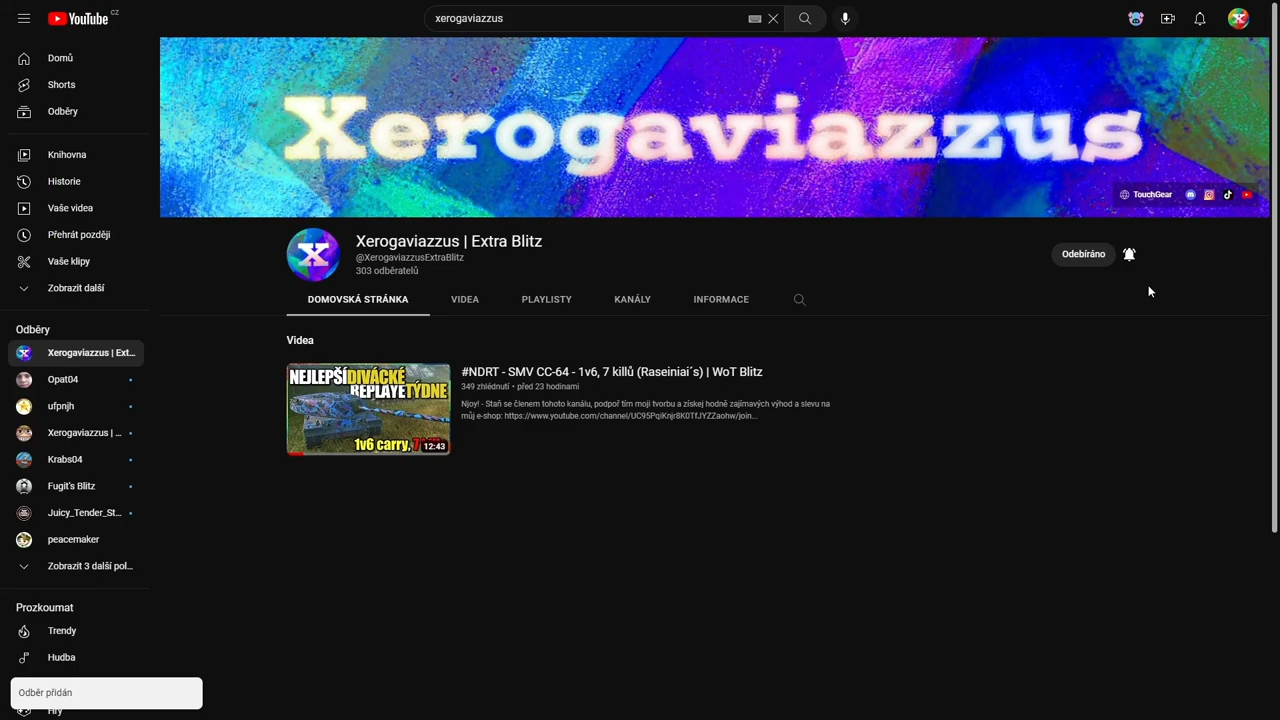 YouTube CZ
xerogaviazzus
Domů
Shorts
Odběry
Knihovna
Historie
Vaše videa
Přehrát později
Vaše klipy
Zobrazit další
Odběry
Xerogaviazzus | Ext...
Opat04
ufpnjh
Xerogaviazzus | ...
Krabs04
Fugit's Blitz
Juicy_Tender_St...
peacemaker
Zobrazit 3 další pol...
Prozkoumat
Trendy
Hudba
Odběr přidán
Hry
Xerogaviazzus
TouchGear
X
Xerogaviazzus | Extra Blitz
@XerogaviazzusExtraBlitz
303 odběratelů
Odebíráno
DOMOVSKÁ STRÁNKA
VIDEA
PLAYLISTY
KANÁLY
INFORMACE
Videa
NEJLEPŠÍ DIVÁCKÉ
REPLAYE TÝDNE
1v6 carry, 7
12:43
#NDRT - SMV CC-64 - 1v6, 7 killů (Raseiniai´s) | WoT Blitz
349 zhlédnutí • před 23 hodinami
Njoy! - Staň se členem tohoto kanálu, podpoř tím moji tvorbu a získej hodně zajímavých výhod a slevu na
můj e-shop: https://www.youtube.com/channel/UC95PqiKnjr8K0TfJYZZaohw/join...